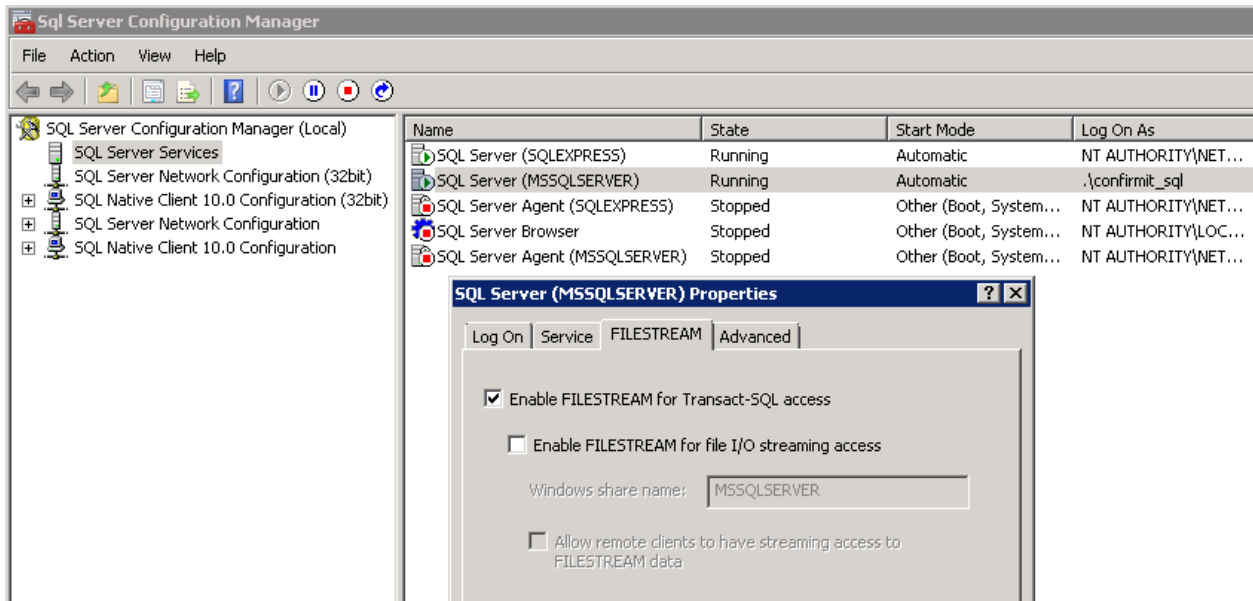 Sql Server Configuration Manager
File Action View Help
SQL Server Configuration Manager (Local)
SQL Server Services
SQL Server Network Configuration (32bit)
SQL Native Client 10.0 Configuration (32bit)
SQL Server Network Configuration
SQL Native Client 10.0 Configuration
Name State Start Mode Log On As
SQL Server (SQLEXPRESS) Running Automatic NT AUTHORITY\NET...
SQL Server (MSSQLSERVER) Running Automatic .\confirmit_sql
SQL Server Agent (SQLEXPRESS) Stopped Other (Boot, System... NT AUTHORITY\NET...
SQL Server Browser Stopped Other (Boot, System... NT AUTHORITY\LOC...
SQL Server Agent (MSSQLSERVER) Stopped Other (Boot, System... NT AUTHORITY\NET...
SQL Server (MSSQLSERVER) Properties
Log On Service FILESTREAM Advanced
Enable FILESTREAM for Transact-SQL access
Enable FILESTREAM for file I/O streaming access
Windows share name: MSSQLSERVER
Allow remote clients to have streaming access to
FILESTREAM data